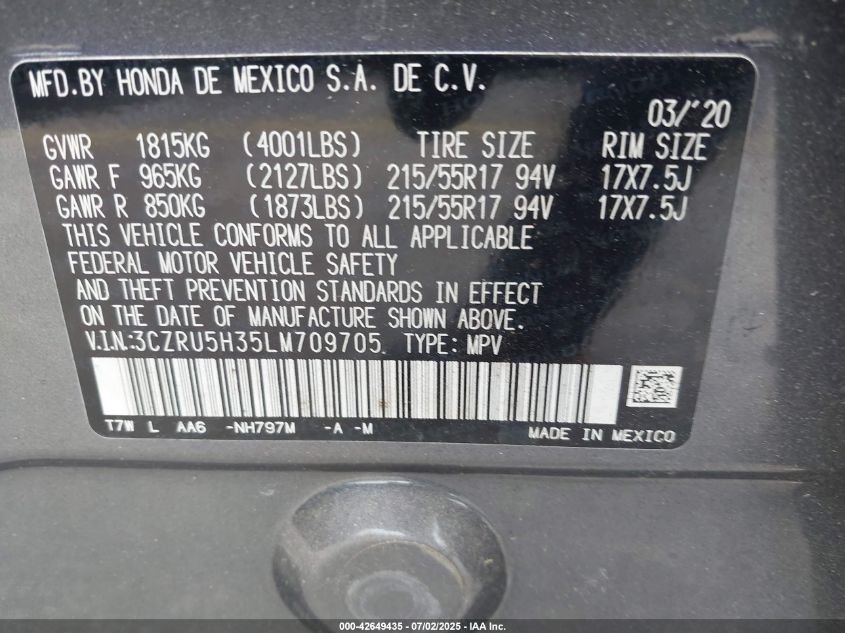 MFD.BY HONDA DE MEXICO S.A. DE C.V.
03/'20
GVWR 1815KG (4001LBS) TIRE SIZE RIM SIZE
GAWR F 965KG (2127LBS) 215/55R17 94V 17X7.5J
GAWR R 850KG (1873LBS) 215/55R17 94V 17X7.5J
THIS VEHICLE CONFORMS TO ALL APPLICABLE
FEDERAL MOTOR VEHICLE SAFETY
AND THEFT PREVENTION STANDARDS IN EFFECT
ON THE DATE OF MANUFACTURE SHOWN ABOVE.
V.I.N.:3CZRU5H35LM709705 TYPE: MPV
T7W L AA6 -NH797M -A -M MADE IN MEXICO
000-42649435 - 07/02/2025 - IAA Inc.